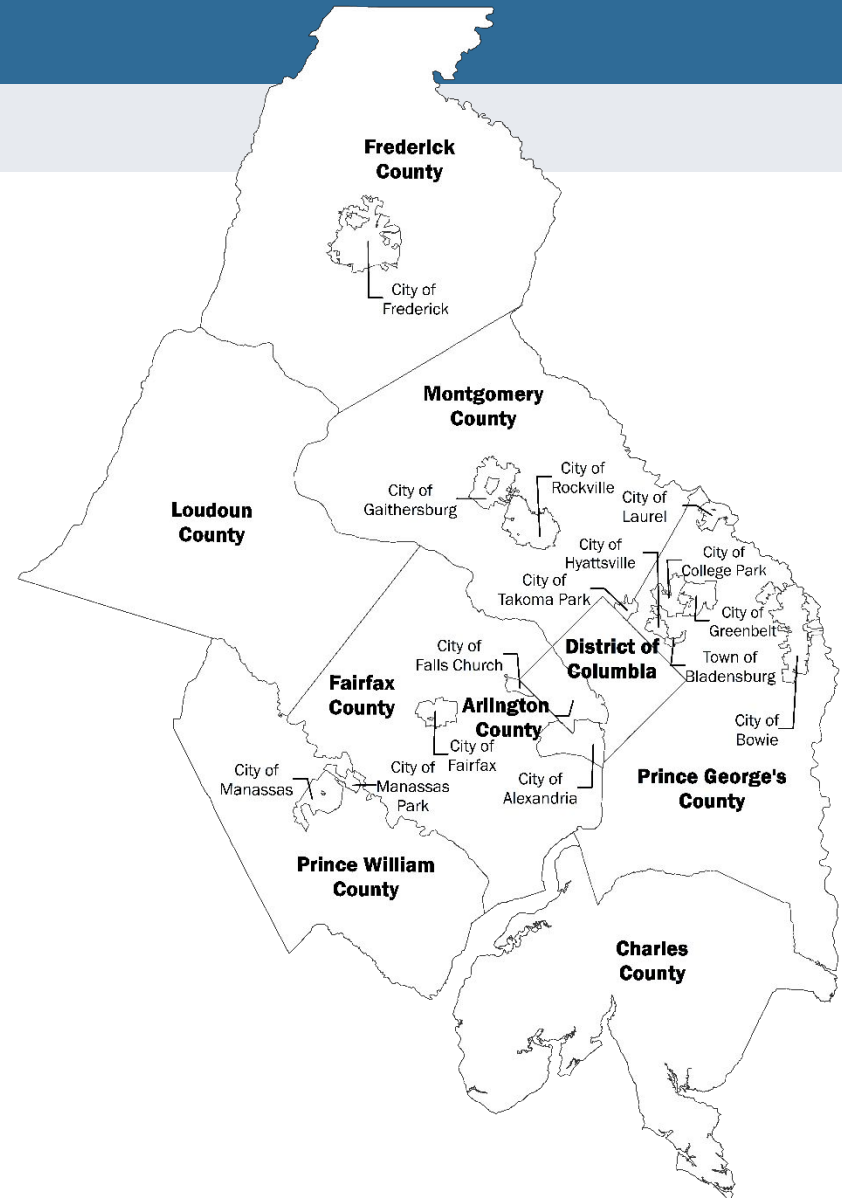 Frederick
County
City of
Frederick
Montgomery
County
City of
Gaithersburg
City of
Rockville
City of
Laurel
Loudoun
County
City of
Hyattsville
City of
College Park
City of
Takoma Park
City of
Greenbelt
District of
Columbia
Town of
Bladensburg
City of
Falls Church
Fairfax
County
Arlington
County
City of
Bowie
City of
Fairfax
City of
Manassas
City of
Manassas
Park
City of
Alexandria
Prince George's
County
Prince William
County
Charles
County